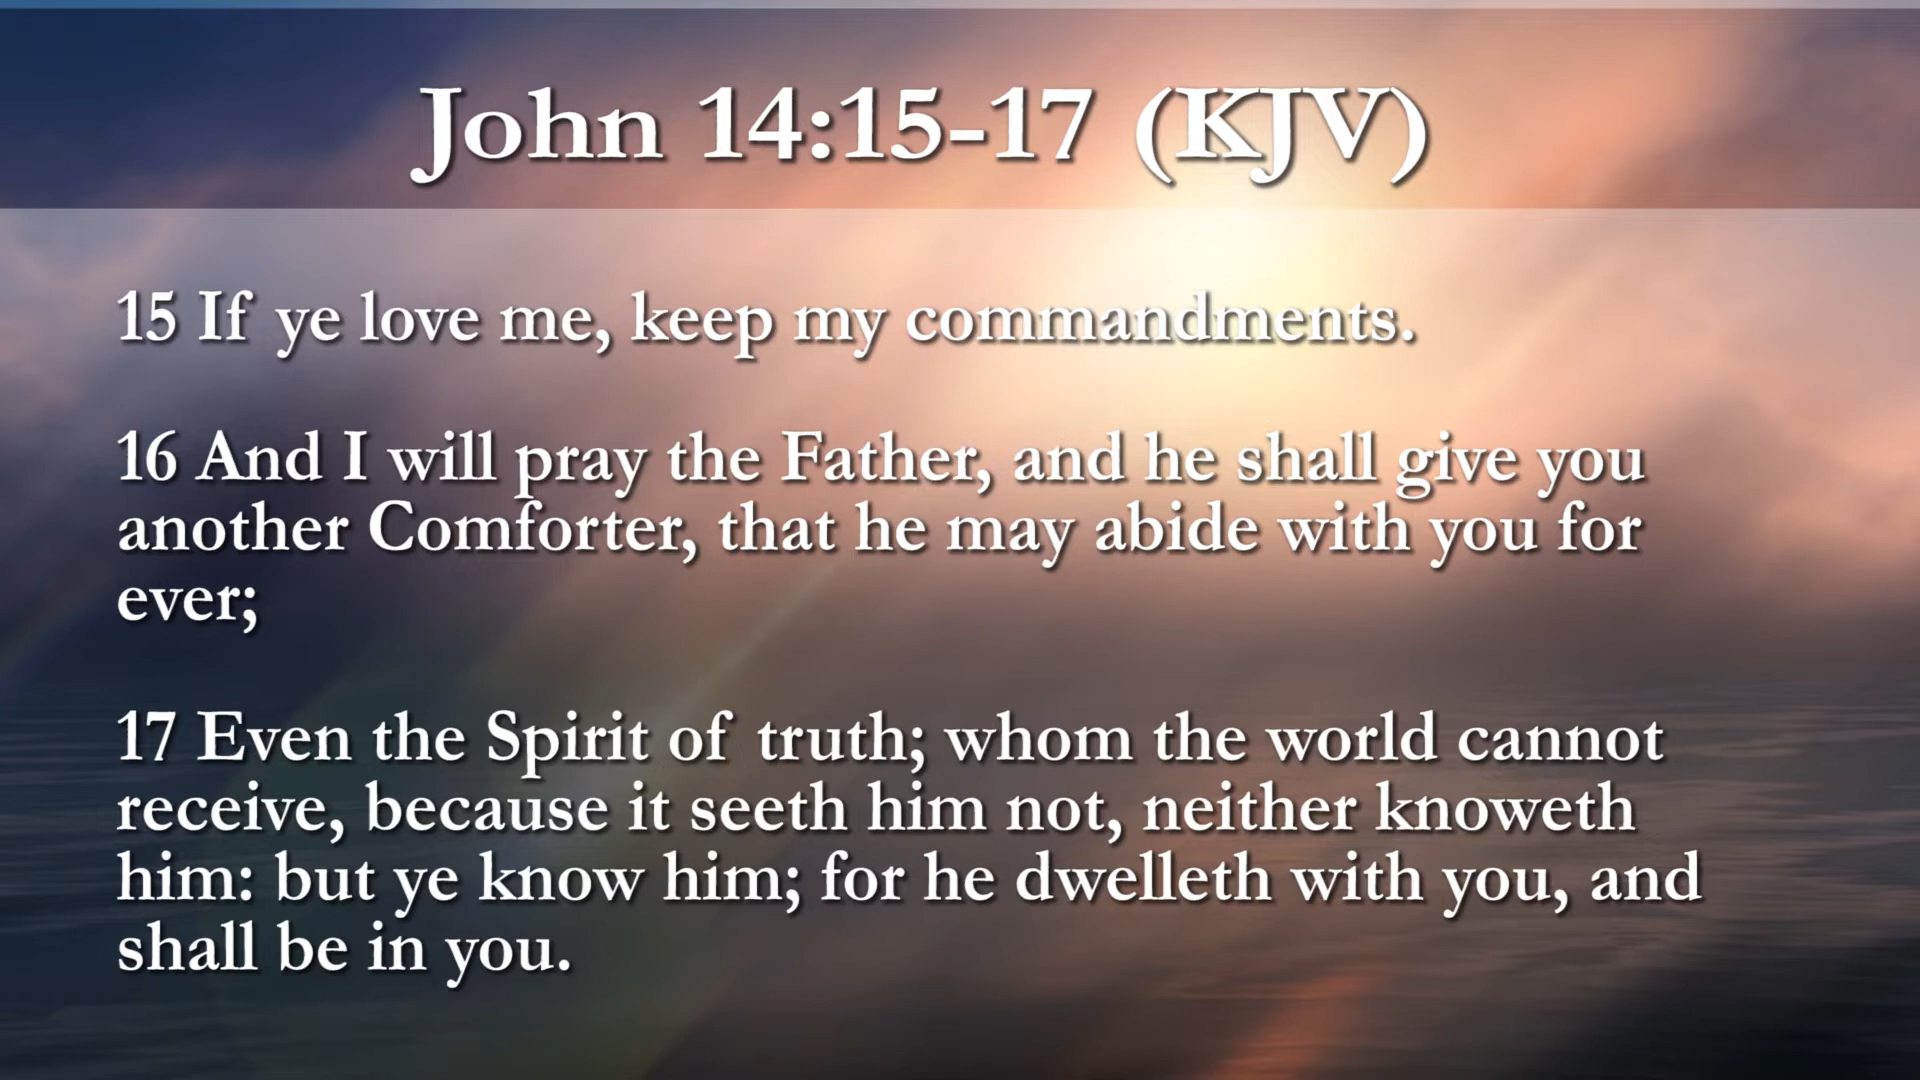 John 14:15-17 (KJV)
15 If ye love me, keep my commandments.
16 And I will pray the Father, and he shall give you
another Comforter, that he may abide with you for
ever;
17 Even the Spirit of truth; whom the world cannot
receive, because it seeth him not, neither knoweth
him: but ye know him; for he dwelleth with you, and
shall be in you.